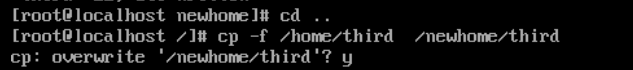 [root@localhost newhome]# cd ..
[root@localhost /]# cp -f /home/third  /newhome/third
cp: overwrite '/newhome/third'? y